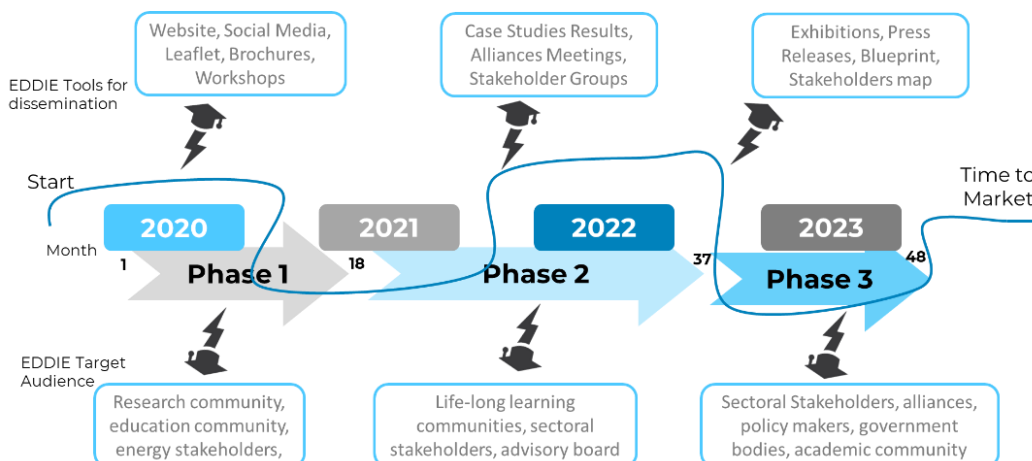 Website, Social Media,
Leaflet, Brochures,
Workshops
Case Studies Results,
Alliances Meetings,
Stakeholder Groups
Exhibitions, Press
Releases, Blueprint,
Stakeholders map
EDDIE Tools for
dissemination
Start
Time to
Market
2020
2021
2022
2023
Month
1
18
37
48
Phase 1
Phase 2
Phase 3
EDDIE Target
Audience
Research community,
education community,
energy stakeholders,
Life-long learning
communities, sectoral
stakeholders, advisory board
Sectoral Stakeholders, alliances,
policy makers, government
bodies, academic community